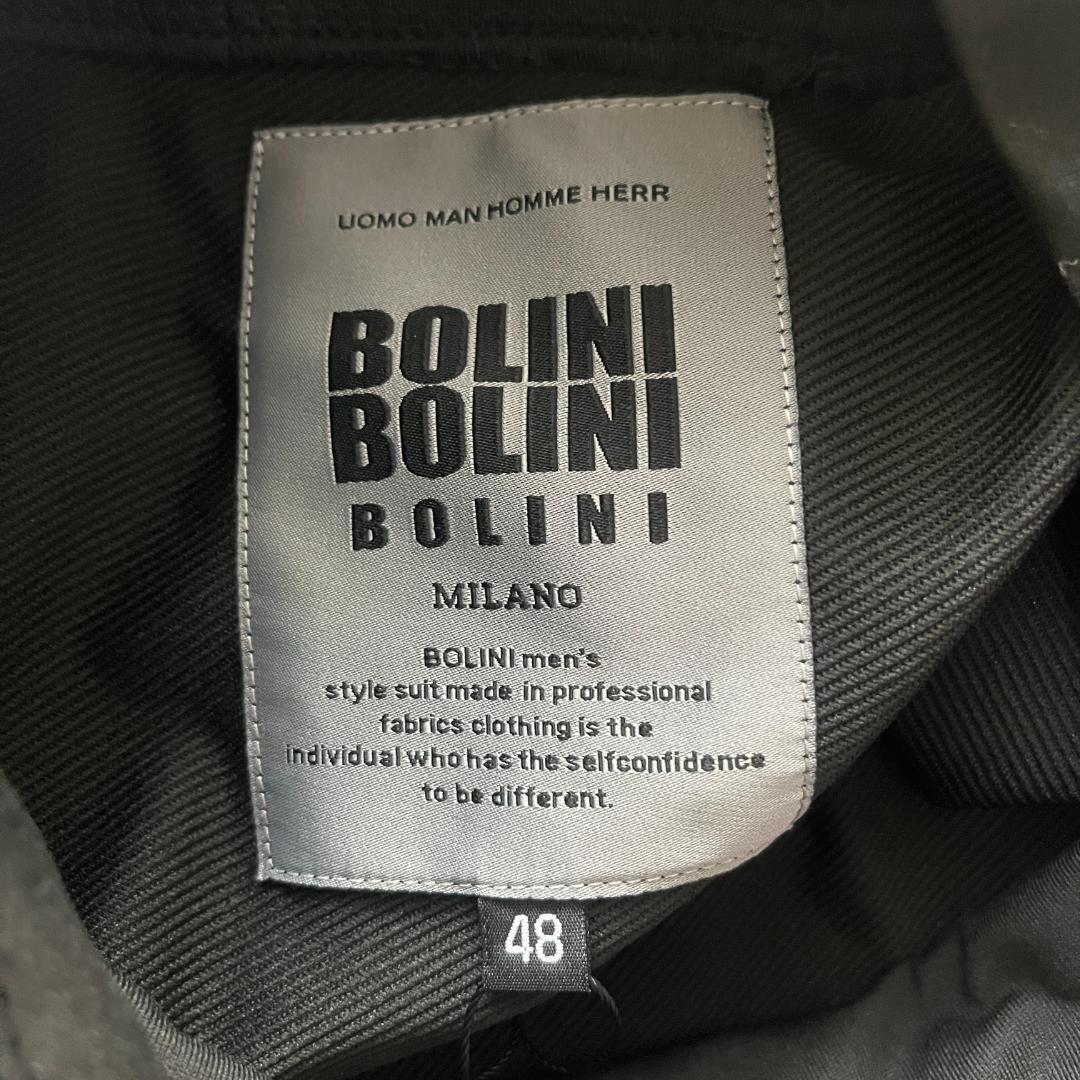 UOMO MAN HOMME HERR
BOLINI
BOLINI
BOLINI
MILANO
BOLINI men's
style suit made in professional
fabrics clothing is the
individual who has the selfconfidence
to be different.
48